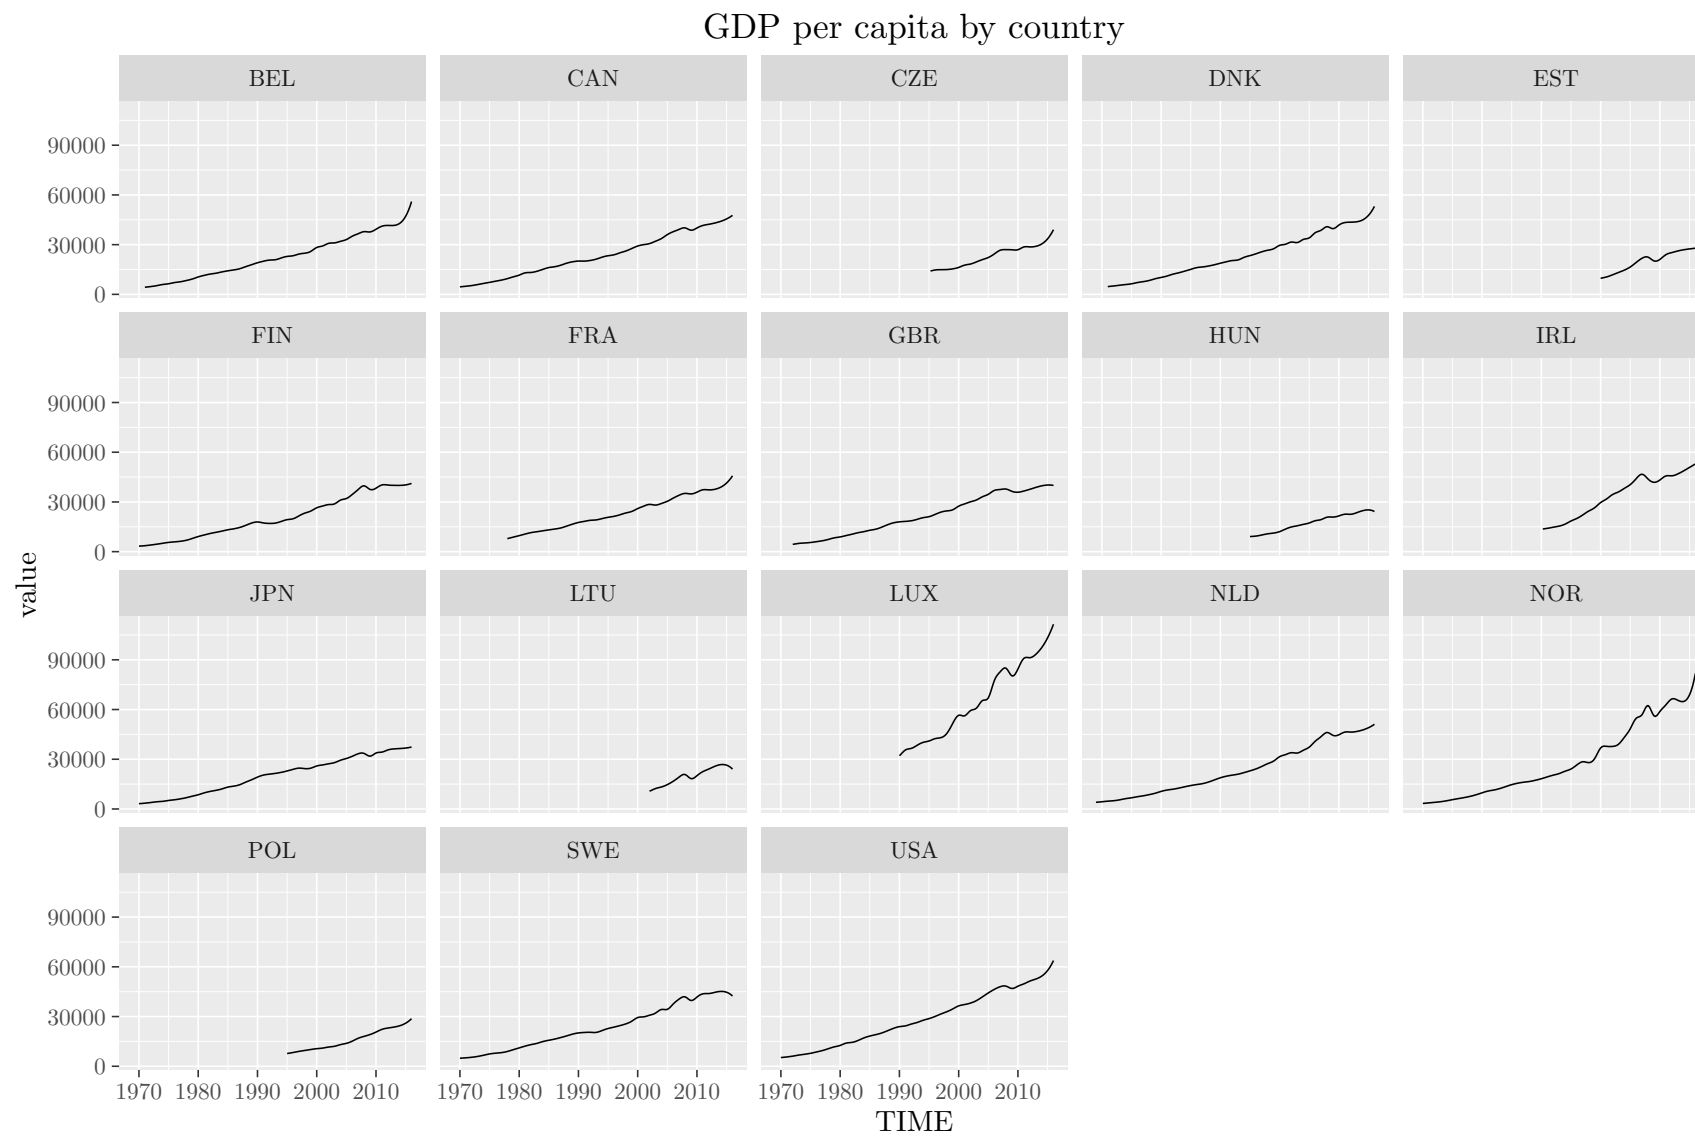 GDP per capita by country
BEL CAN CZE DNK EST
90000
60000
30000
0
FIN FRA GBR HUN IRL
90000
60000
30000
0
JPN LTU LUX NLD NOR
90000
60000
30000
0
POL SWE USA
90000
60000
30000
0
1970 1980 1990 2000 2010 1970 1980 1990 2000 2010 1970 1980 1990 2000 2010
TIME
value